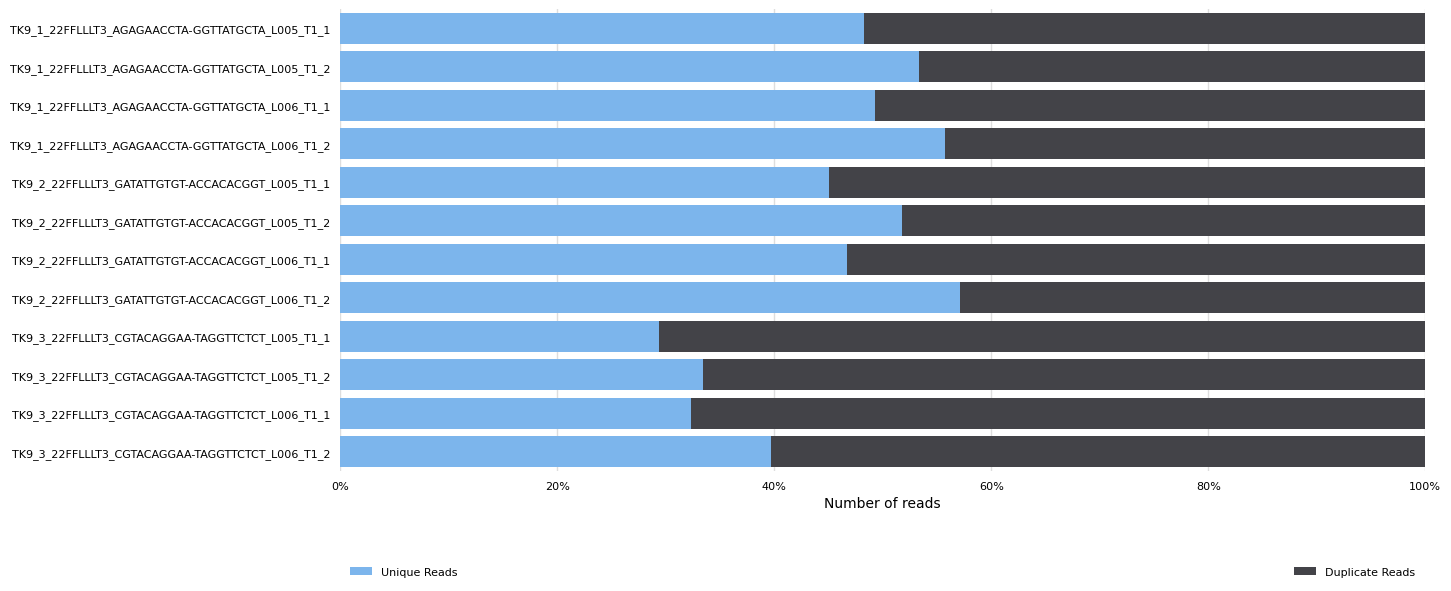 TK9_1_22FFLLLT3_AGAGAACCTA-GGTTATGCTA_L005_T1_1
TK9_1_22FFLLLT3_AGAGAACCTA-GGTTATGCTA_L005_T1_2
TK9_1_22FFLLLT3_AGAGAACCTA-GGTTATGCTA_L006_T1_1
TK9_1_22FFLLLT3_AGAGAACCTA-GGTTATGCTA_L006_T1_2
TK9_2_22FFLLLT3_GATATTGTGT-ACCACACGGT_L005_T1_1
TK9_2_22FFLLLT3_GATATTGTGT-ACCACACGGT_L005_T1_2
TK9_2_22FFLLLT3_GATATTGTGT-ACCACACGGT_L006_T1_1
TK9_2_22FFLLLT3_GATATTGTGT-ACCACACGGT_L006_T1_2
TK9_3_22FFLLLT3_CGTACAGGAA-TAGGTTCTCT_L005_T1_1
TK9_3_22FFLLLT3_CGTACAGGAA-TAGGTTCTCT_L005_T1_2
TK9_3_22FFLLLT3_CGTACAGGAA-TAGGTTCTCT_L006_T1_1
TK9_3_22FFLLLT3_CGTACAGGAA-TAGGTTCTCT_L006_T1_2
0% 20% 40% 60% 80% 100%
Number of reads
Unique Reads Duplicate Reads